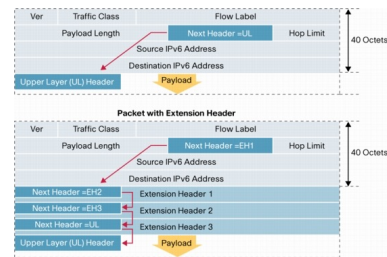 Ver Traffic Class Flow Label
Payload Length Next Header =UL Hop Limit
40 Octets
Source IPv6 Address
Destination IPv6 Address
Upper Layer (UL) Header Payload
Packet with Extension Header
Ver Traffic Class Flow Label
Payload Length Next Header =EH1 Hop Limit
40 Octets
Source IPv6 Address
Destination IPv6 Address
Next Header =EH2 Extension Header 1
Next Header =EH3 Extension Header 2
Next Header =UL Extension Header 3
Upper Layer (UL) Header Payload